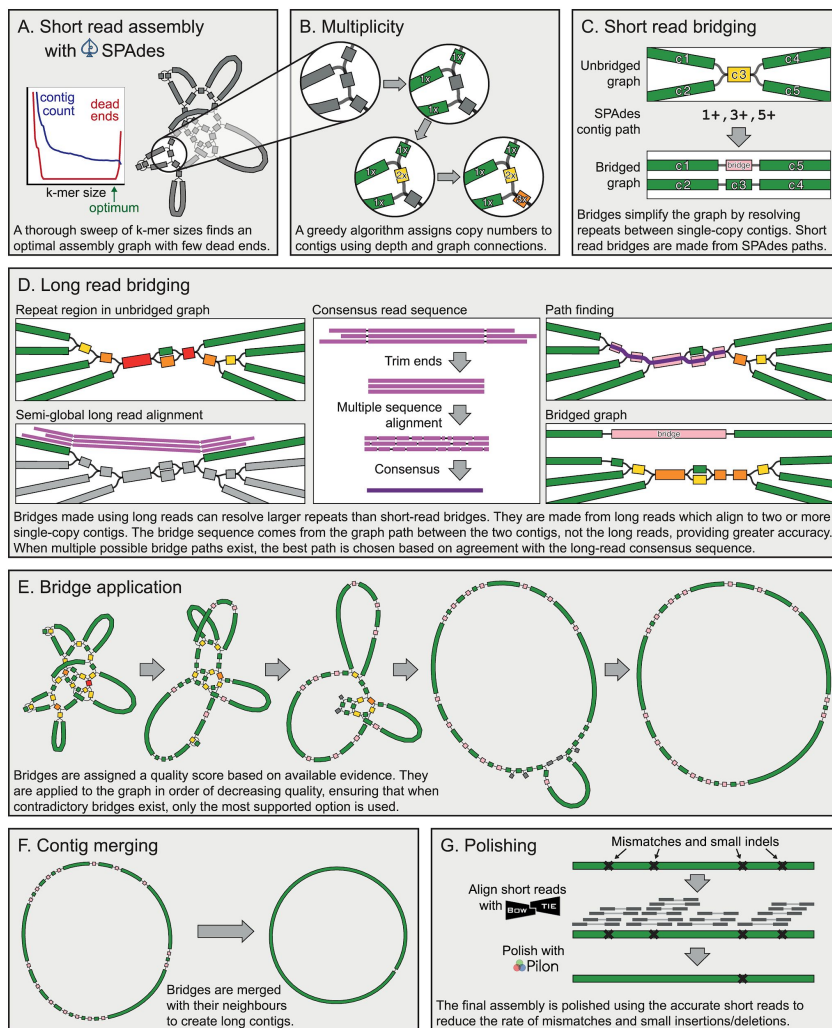 A. Short read assembly
with SPAdes
contig
count
dead
ends
k-mer size
optimum
A thorough sweep of k-mer sizes finds an
optimal assembly graph with few dead ends.
B. Multiplicity
1x
1x
1x
1x
1x
2x
1x
1x
1x
2x
1x
3x
A greedy algorithm assigns copy numbers to
contigs using depth and graph connections.
C. Short read bridging
Unbridged
graph
c1
c4
c3
c2
c5
SPAdes
contig path
1+,3+,5+
Bridged
graph
c1
bridge
c5
c2
c3
c4
Bridges simplify the graph by resolving
repeats between single-copy contigs. Short
read bridges are made from SPAdes paths.
D. Long read bridging
Repeat region in unbridged graph
Semi-global long read alignment
Consensus read sequence
Trim ends
Multiple sequence
alignment
Consensus
Path finding
Bridged graph
bridge
Bridges made using long reads can resolve larger repeats than short-read bridges. They are made from long reads which align to two or more
single-copy contigs. The bridge sequence comes from the graph path between the two contigs, not the long reads, providing greater accuracy.
When multiple possible bridge paths exist, the best path is chosen based on agreement with the long-read consensus sequence.
E. Bridge application
Bridges are assigned a quality score based on available evidence. They
are applied to the graph in order of decreasing quality, ensuring that when
contradictory bridges exist, only the most supported option is used.
F. Contig merging
Bridges are merged
with their neighbours
to create long contigs.
G. Polishing
Mismatches and small indels
Align short reads
with BOW TIE
Polish with
Pilon
The final assembly is polished using the accurate short reads to
reduce the rate of mismatches and small insertions/deletions.